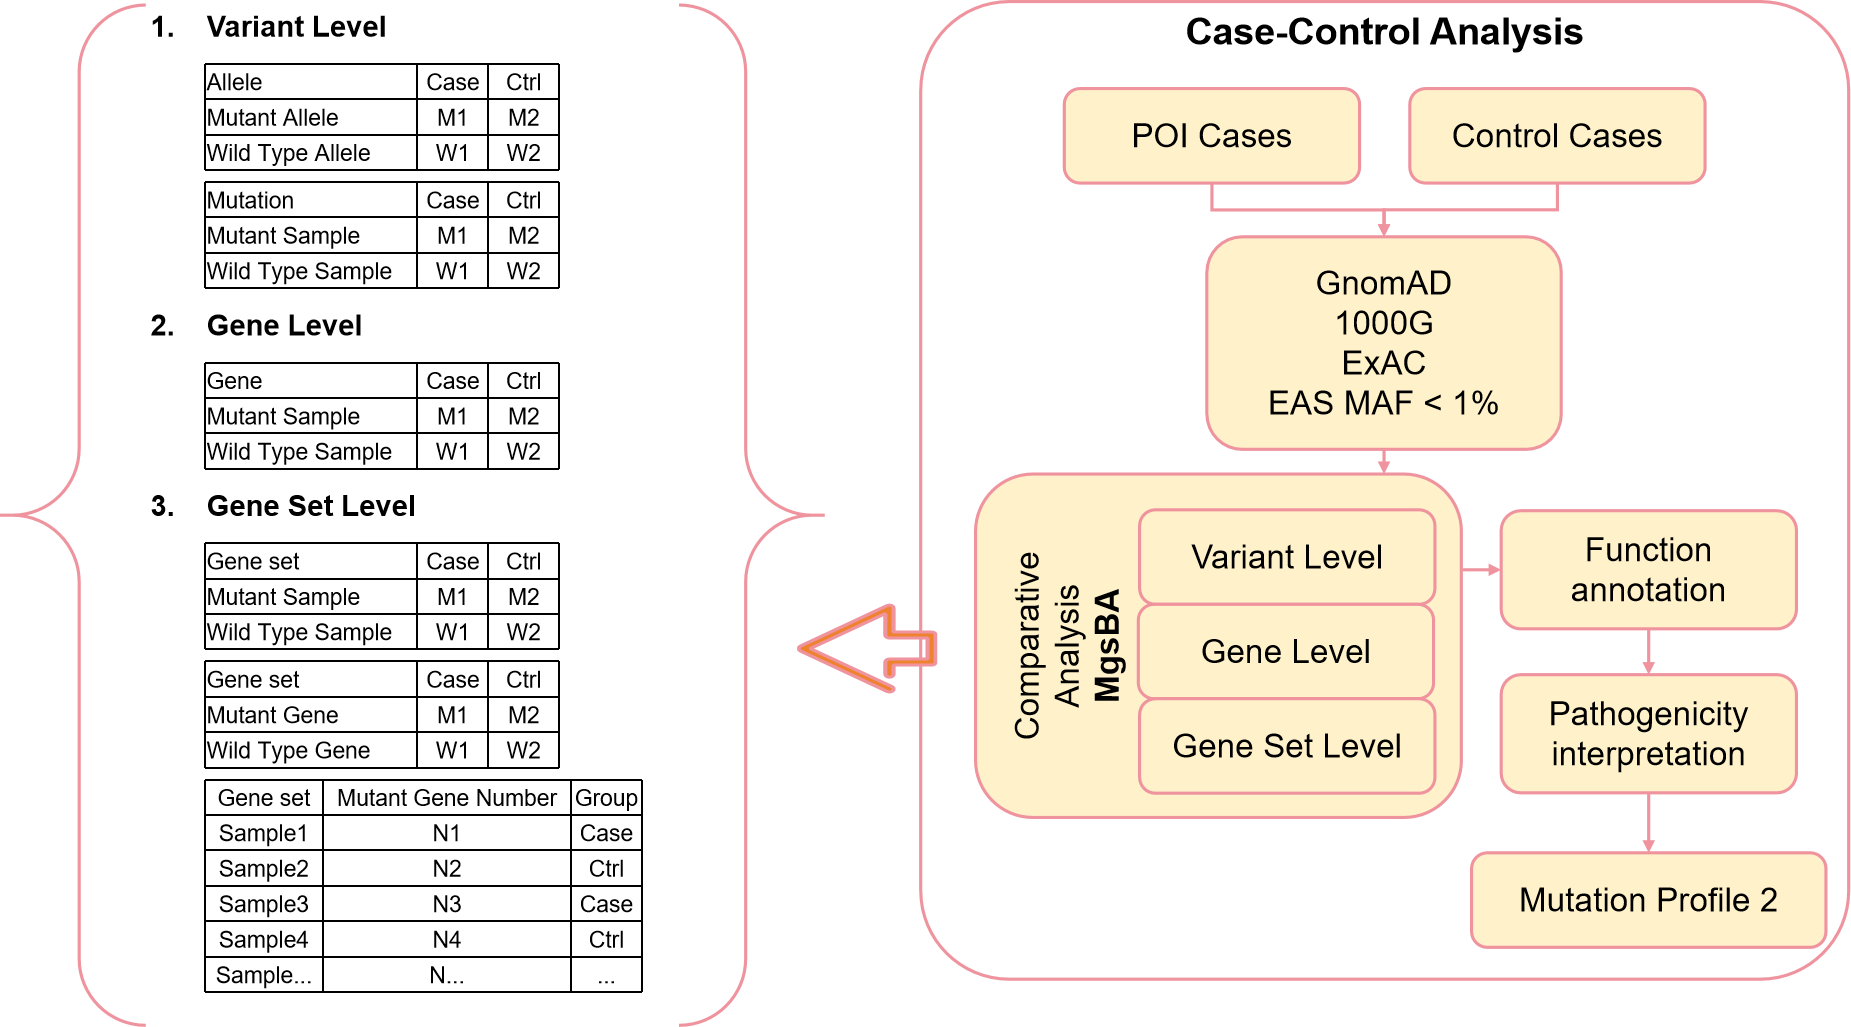 1. Variant Level
Allele Case Ctrl
Mutant Allele M1 M2
Wild Type Allele W1 W2
Mutation Case Ctrl
Mutant Sample M1 M2
Wild Type Sample W1 W2
2. Gene Level
Gene Case Ctrl
Mutant Sample M1 M2
Wild Type Sample W1 W2
3. Gene Set Level
Gene set Case Ctrl
Mutant Sample M1 M2
Wild Type Sample W1 W2
Gene set Case Ctrl
Mutant Gene M1 M2
Wild Type Gene W1 W2
Gene set Mutant Gene Number Group
Sample1 N1 Case
Sample2 N2 Ctrl
Sample3 N3 Case
Sample4 N4 Ctrl
Sample... N... ...
Case-Control Analysis
POI Cases
Control Cases
GnomAD
1000G
ExAC
EAS MAF < 1%
Comparative
Analysis
MgsBA
Variant Level
Gene Level
Gene Set Level
Function
annotation
Pathogenicity
interpretation
Mutation Profile 2